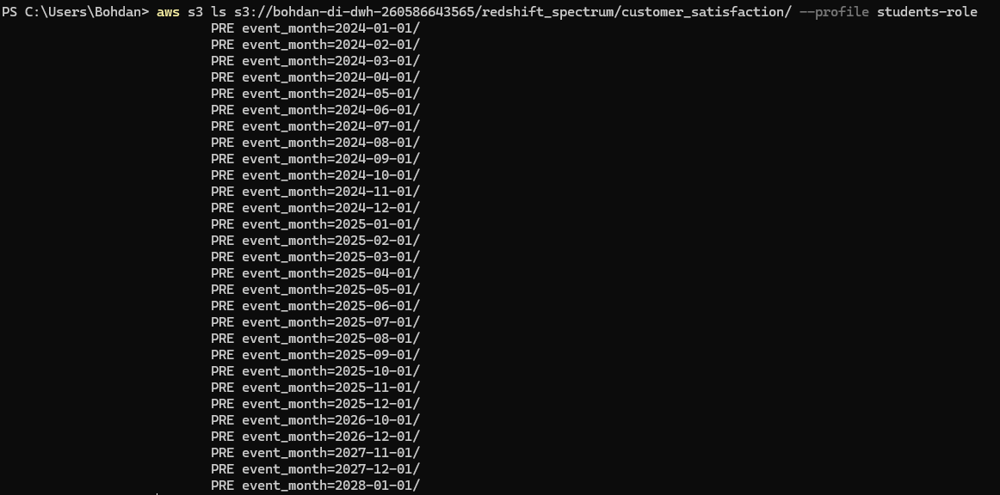 PS C:\Users\Bohdan> aws s3 ls s3://bohdan-di-dwh-260586643565/redshift_spectrum/customer_satisfaction/ --profile students-role
PRE event_month=2024-01-01/
PRE event_month=2024-02-01/
PRE event_month=2024-03-01/
PRE event_month=2024-04-01/
PRE event_month=2024-05-01/
PRE event_month=2024-06-01/
PRE event_month=2024-07-01/
PRE event_month=2024-08-01/
PRE event_month=2024-09-01/
PRE event_month=2024-10-01/
PRE event_month=2024-11-01/
PRE event_month=2024-12-01/
PRE event_month=2025-01-01/
PRE event_month=2025-02-01/
PRE event_month=2025-03-01/
PRE event_month=2025-04-01/
PRE event_month=2025-05-01/
PRE event_month=2025-06-01/
PRE event_month=2025-07-01/
PRE event_month=2025-08-01/
PRE event_month=2025-09-01/
PRE event_month=2025-10-01/
PRE event_month=2025-11-01/
PRE event_month=2025-12-01/
PRE event_month=2026-10-01/
PRE event_month=2026-12-01/
PRE event_month=2027-11-01/
PRE event_month=2027-12-01/
PRE event_month=2028-01-01/